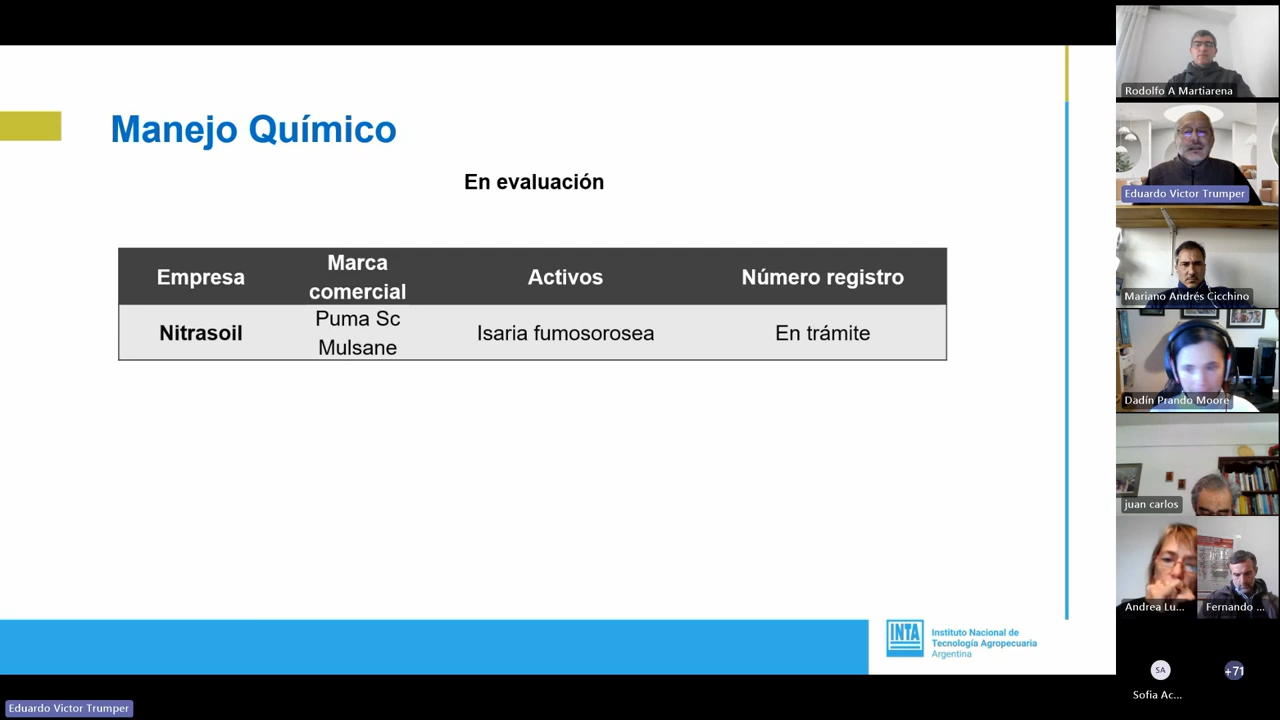 Manejo Químico
En evaluación
Empresa
Marca
comercial
Activos
Número registro
Nitrasoil
Puma Sc
Mulsane
Isaria fumosorosea
En trámite
INTA
Instituto Nacional de
Tecnología Agropecuaria
Argentina
Rodolfo A Martiarena
Eduardo Victor Trumper
Mariano Andrés Cicchino
Dadín Prando Moore
juan carlos
Andrea Lu...
Fernando ...
SA
+71
Sofia Ac...
Eduardo Victor Trumper